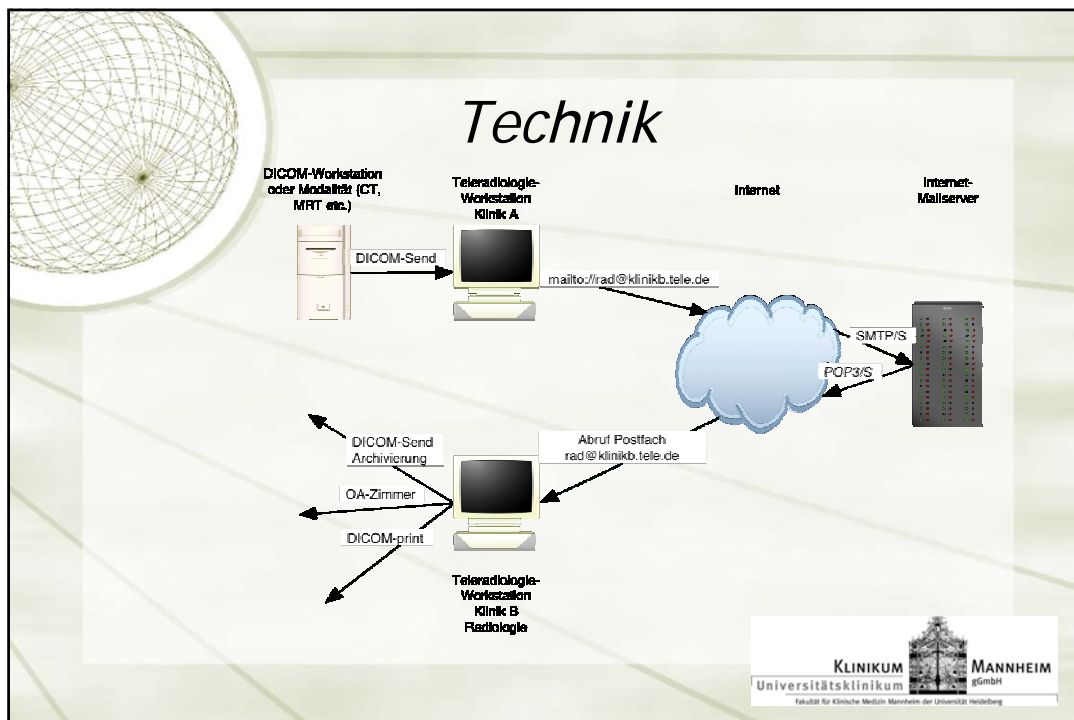 Technik
DICOM-Workstation
oder Modalität (CT,
MRT etc.)
Teleradiologie-
Workstation
Klinik A
Internet
Internet-
Mailserver
DICOM-Send
mailto://rad@klinikb.tele.de
SMTP/S
POP3/S
Abruf Postfach
rad@klinikb.tele.de
DICOM-Send
Archivierung
OA-Zimmer
DICOM-print
Teleradiologie-
Workstation
Klinik B
Radiologie
KLINIKUM MANNHEIM
Universitätsklinikum gGmbH
Fakultät für Klinische Medizin Mannheim der Universität Heidelberg